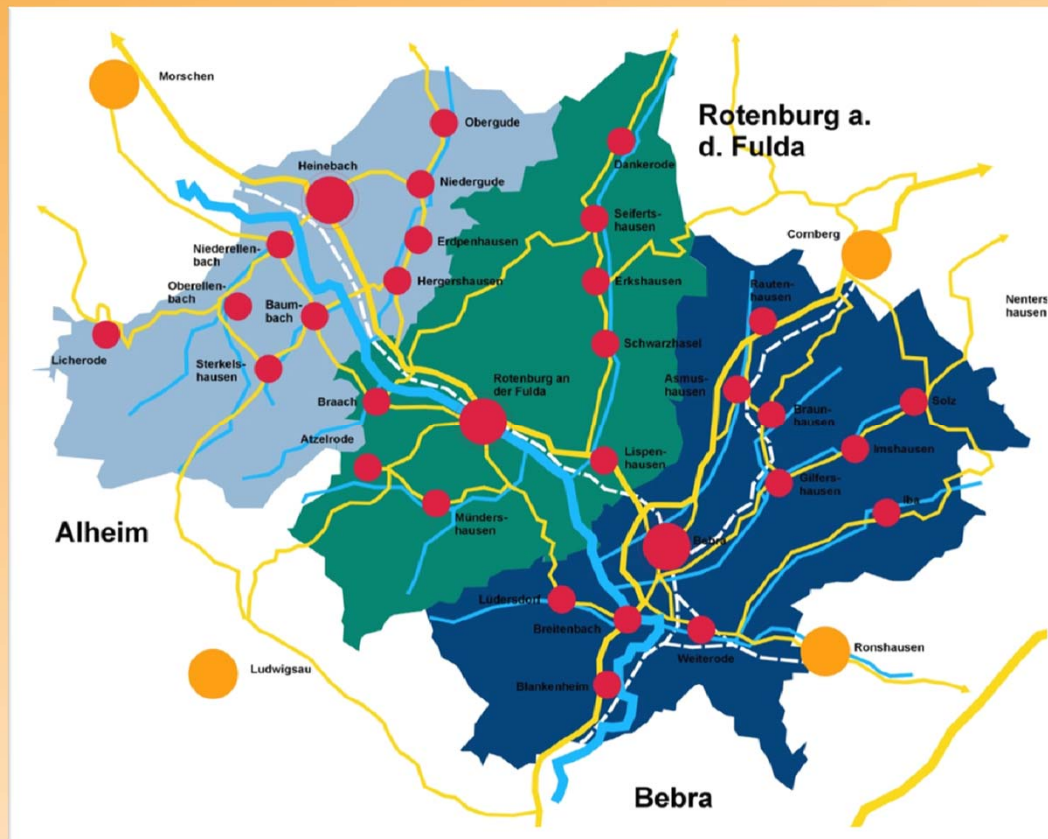 Morschen
Obergude
Rotenburg a.
d. Fulda
Dankerode
Heinebach
Niedergude
Seiferts-
hausen
Cornberg
Erdpenhausen
Niederellen-
bach
Hergershausen
Erkshausen
Oberellen-
bach
Rauten-
hausen
Nenters
hausen
Baum-
bach
Schwarzhasel
Licherode
Sterkels-
hausen
Rotenburg an
der Fulda
Asmus-
hausen
Braach
Solz
Braun-
hausen
Atzelrode
Imshausen
Lispen-
hausen
Gilfers-
hausen
Iba
Münders-
hausen
Alheim
Bebra
Lüdersdorf
Breitenbach
Weiterode
Ronshausen
Ludwigsau
Blankenheim
Bebra